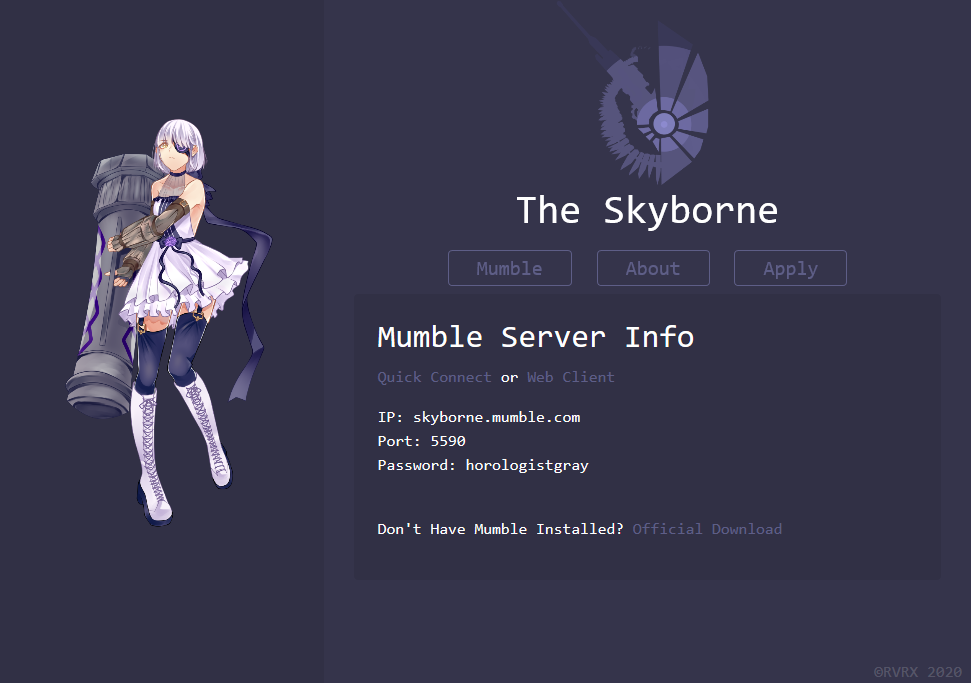 The Skyborne
Mumble About Apply
Mumble Server Info
Quick Connect or Web Client
IP: skyborne.mumble.com
Port: 5590
Password: horologistgray
Don't Have Mumble Installed? Official Download
©RVRX 2020